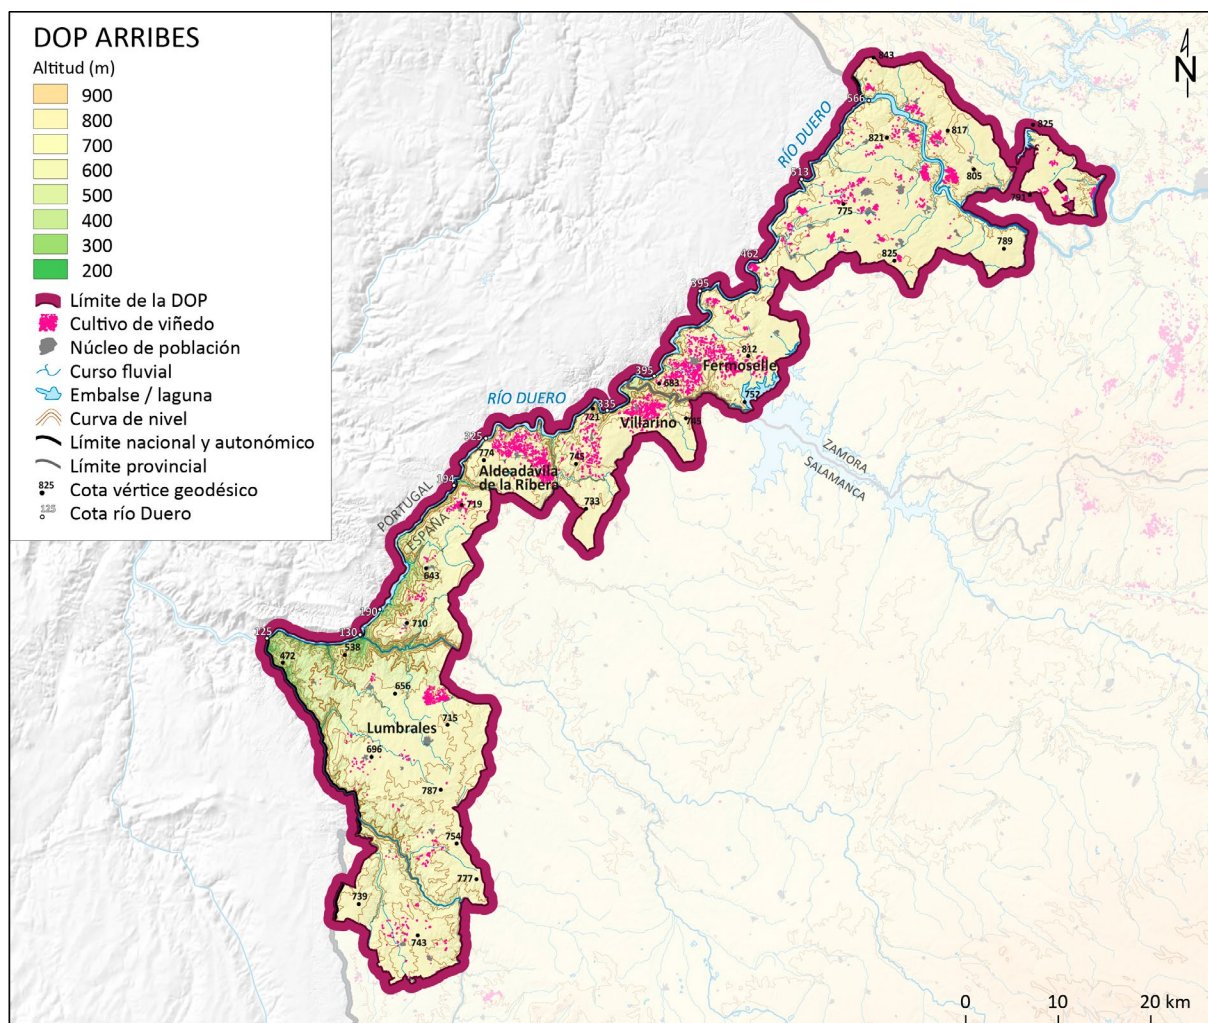 DOP ARRIBES
Altitud (m)
900
800
700
600
500
400
300
200
Límite de la DOP
Cultivo de viñedo
Núcleo de población
Curso fluvial
Embalse / laguna
Curva de nivel
Límite nacional y autonómico
Límite provincial
825
Cota vértice geodésico
125
Cota río Duero
N
843
566
RÍO DUERO
821
817
825
513
805
791
775
789
462
825
395
812
Fermoselle
395
683
752
RÍO DUERO
335
721
Villarino
745
325
774
745
Aldeadávila
de la Ribera
ZAMORA
SALAMANCA
194
719
733
PORTUGAL
ESPAÑA
643
190
710
125
130
538
472
656
715
Lumbrales
696
787
754
777
739
743
0 10 20 km